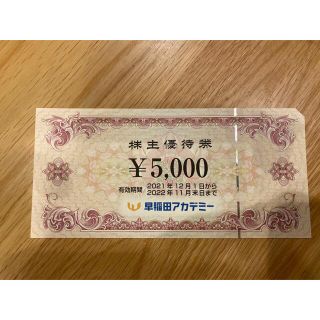 株主優待券
￥5,000
有効期間
2021年12月1日から
2022年11月末日まで
早稲田アカデミー